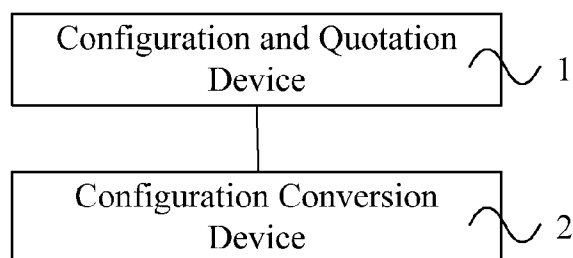 Configuration and Quotation
Device
1
Configuration Conversion
Device
2